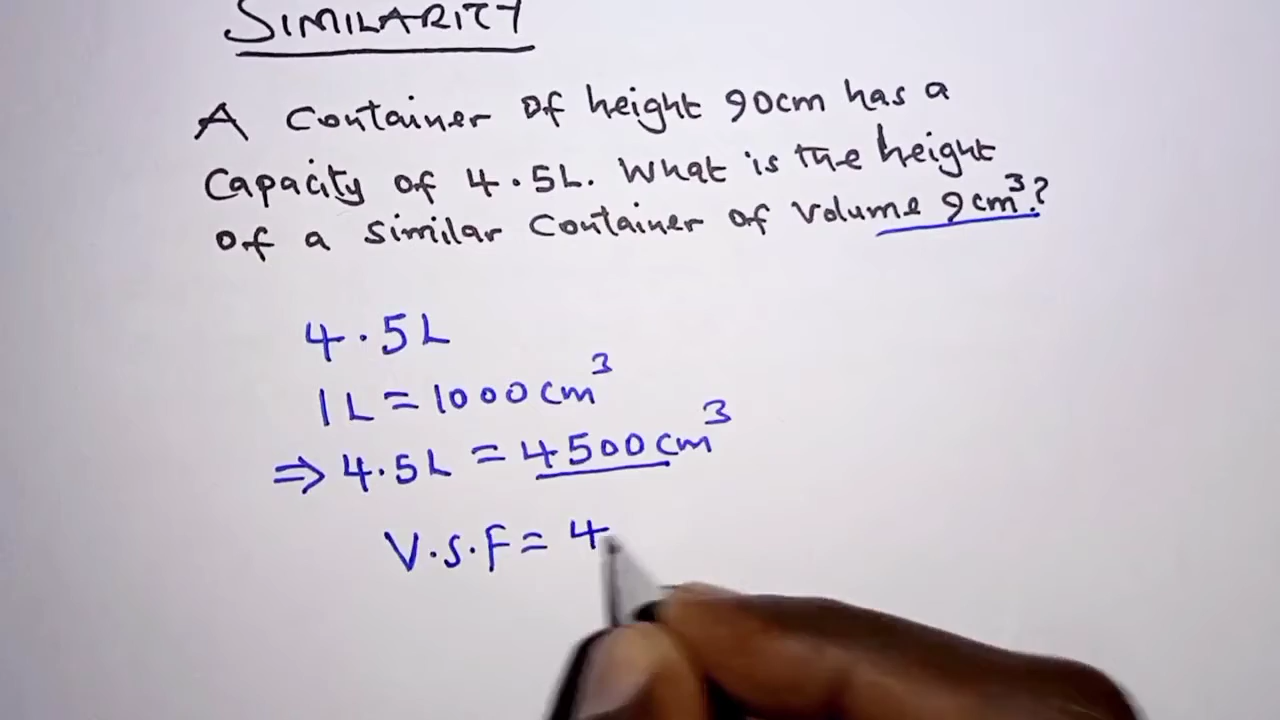 SIMILARITY
A Container of height 90cm has a
Capacity of 4.5L. What is the height
of a similar Container of volume 9cm³?
4.5L
1L = 1000cm³
⇒ 4.5L = 4500cm³
V.S.F = 4